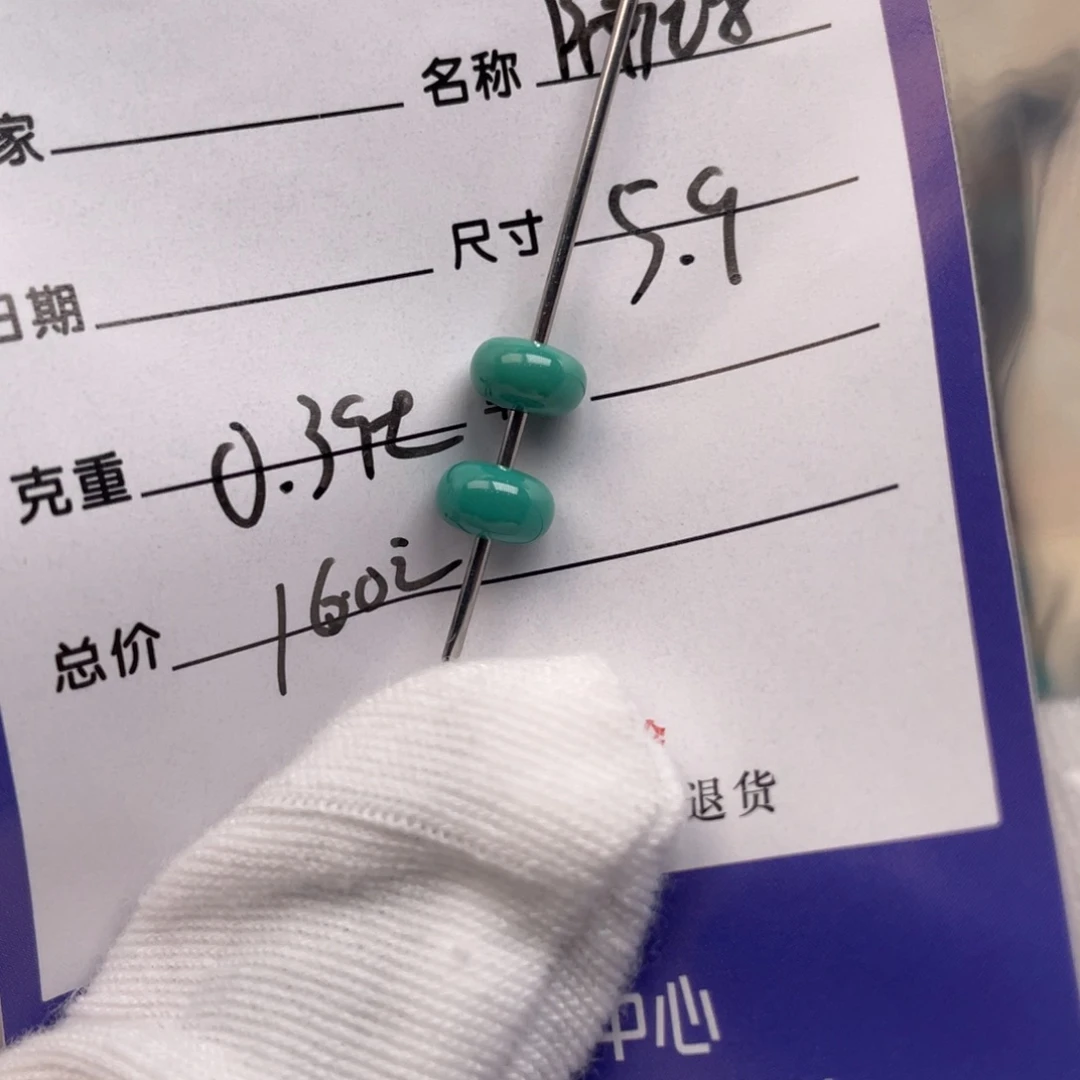 名称
家
尺寸 5.9
日期
克重 0.39
总价 160
退货
中心